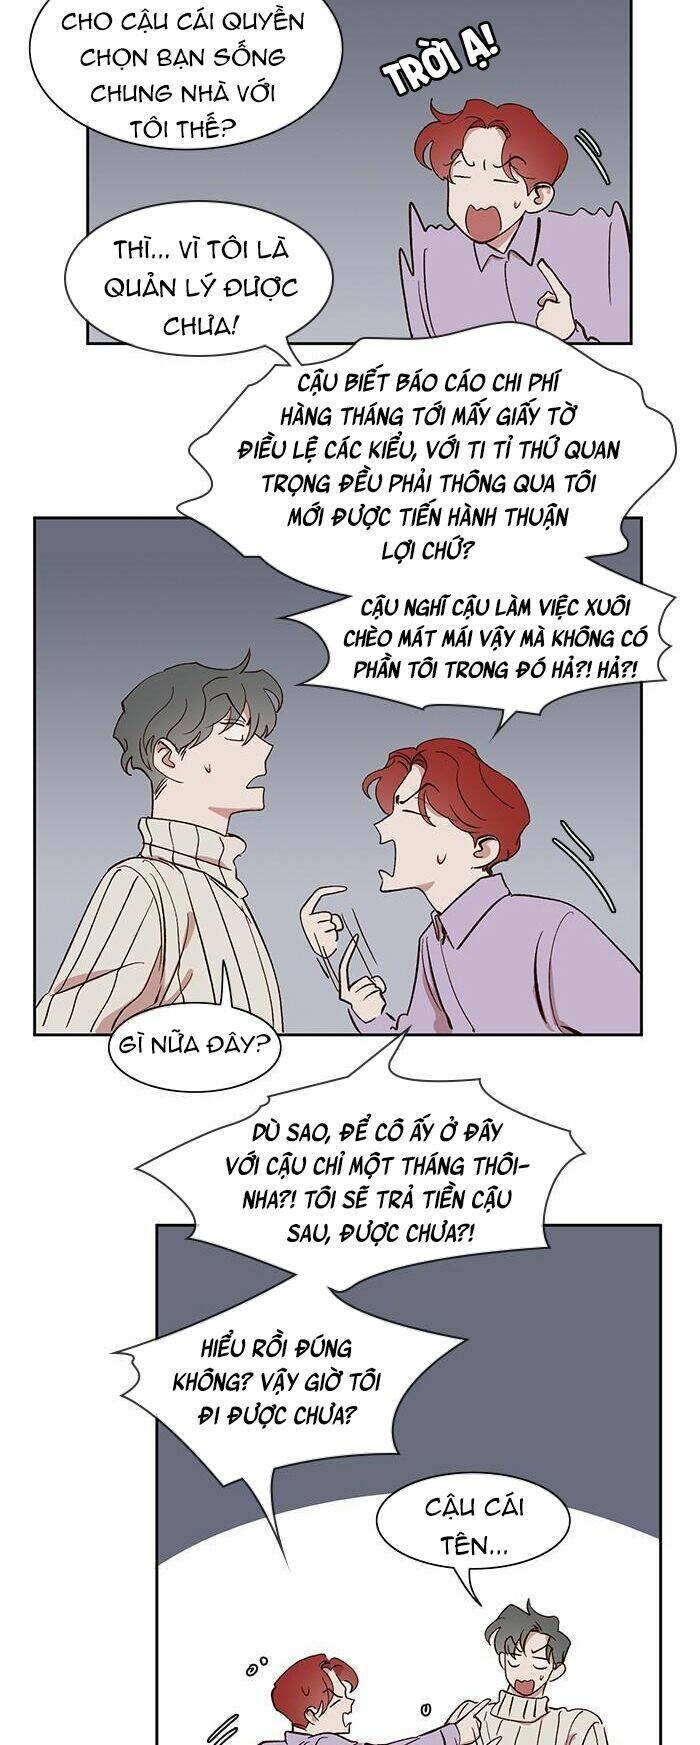 CHO CẬU CÁI QUYỀN
CHỌN BẠN SỐNG
CHUNG NHÀ VỚI
TÔI THẾ?
TRỜI Ạ!
THÌ... VÌ TÔI LÀ
QUẢN LÝ ĐƯỢC
CHƯA!
CẬU BIẾT BÁO CÁO CHI PHÍ
HÀNG THÁNG TỚI MẤY GIẤY TỜ
ĐIỀU LỆ CÁC KIỂU, VỚI TI TỈ THỨ QUAN
TRỌNG ĐỀU PHẢI THÔNG QUA TÔI
MỚI ĐƯỢC TIẾN HÀNH THUẬN
LỢI CHỨ?
CẬU NGHĨ CẬU LÀM VIỆC XUÔI
CHÈO MÁT MÁI VẬY MÀ KHÔNG CÓ
PHẦN TÔI TRONG ĐÓ HẢ?! HẢ?!
GÌ NỮA ĐÂY?
DÙ SAO, ĐỂ CÔ ẤY Ở ĐÂY
VỚI CẬU CHỈ MỘT THÁNG THÔI-
NHA?! TÔI SẼ TRẢ TIỀN CẬU
SAU, ĐƯỢC CHƯA?!
HIỂU RỒI ĐÚNG
KHÔNG? VẬY GIỜ TÔI
ĐI ĐƯỢC CHƯA?
CẬU CÁI
TÊN...